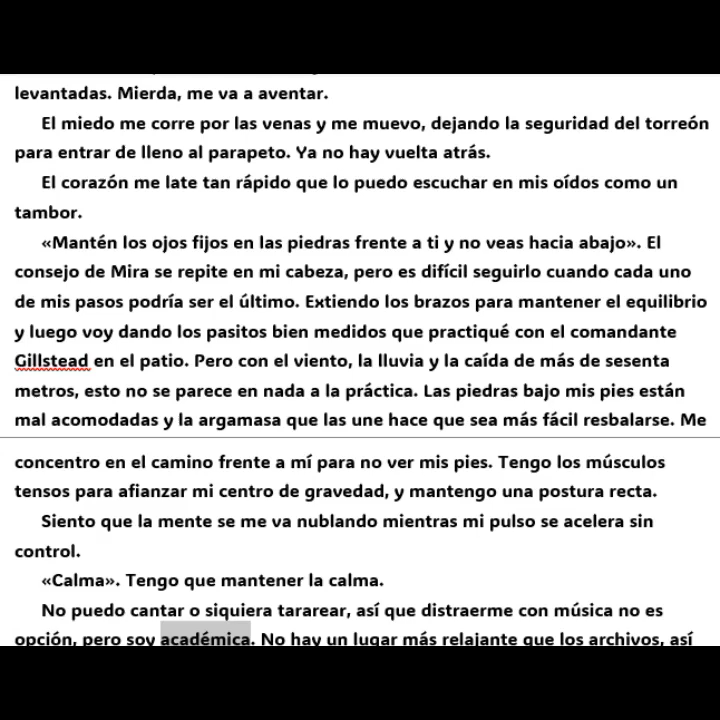 levantadas. Mierda, me va a aventar.
El miedo me corre por las venas y me muevo, dejando la seguridad del torreón
para entrar de lleno al parapeto. Ya no hay vuelta atrás.
El corazón me late tan rápido que lo puedo escuchar en mis oídos como un
tambor.
«Mantén los ojos fijos en las piedras frente a ti y no veas hacia abajo». El
consejo de Mira se repite en mi cabeza, pero es difícil seguirlo cuando cada uno
de mis pasos podría ser el último. Extiendo los brazos para mantener el equilibrio
y luego voy dando los pasitos bien medidos que practiqué con el comandante
Gillstead en el patio. Pero con el viento, la lluvia y la caída de más de sesenta
metros, esto no se parece en nada a la práctica. Las piedras bajo mis pies están
mal acomodadas y la argamasa que las une hace que sea más fácil resbalarse. Me
concentro en el camino frente a mí para no ver mis pies. Tengo los músculos
tensos para afianzar mi centro de gravedad, y mantengo una postura recta.
Siento que la mente se me va nublando mientras mi pulso se acelera sin
control.
«Calma». Tengo que mantener la calma.
No puedo cantar o siquiera tararear, así que distraerme con música no es
opción, pero soy académica. No hay un lugar más relajante que los archivos, así